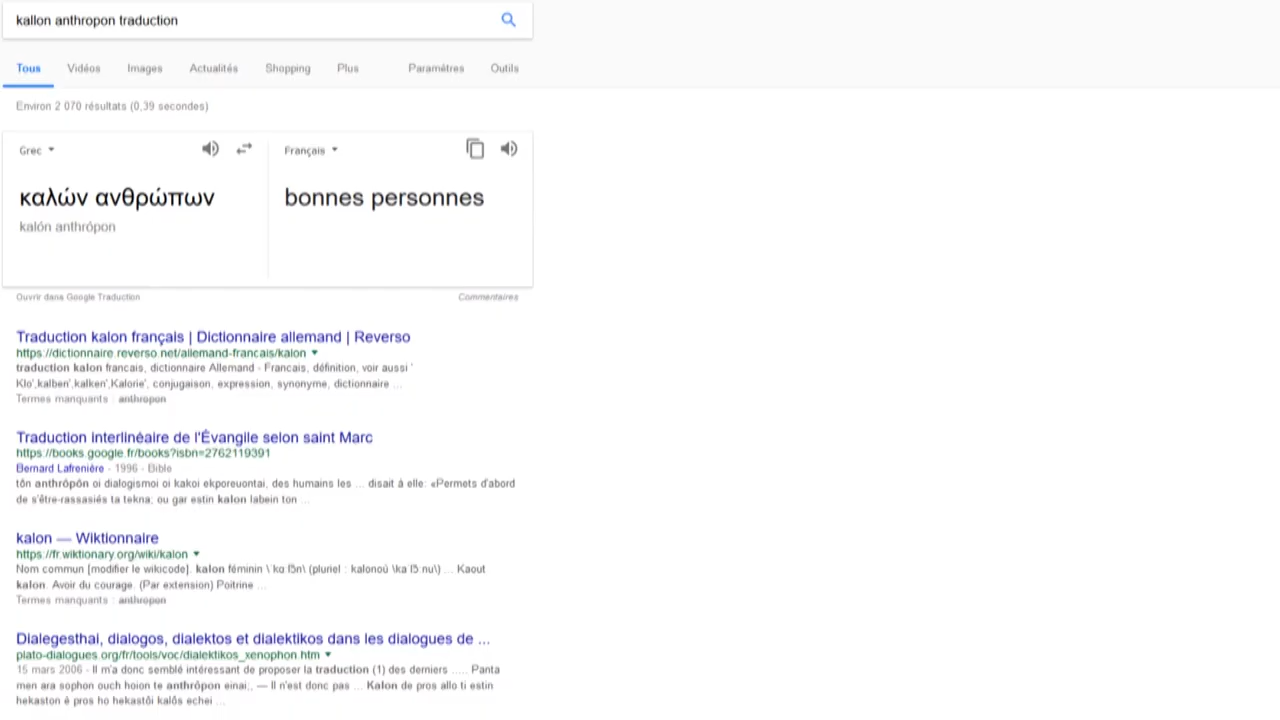 kallon anthropon traduction
Tous Vidéos Images Actualités Shopping Plus Paramètres Outils
Environ 2 070 résultats (0,39 secondes)
Grec Français
καλών ανθρώπων bonnes personnes
kalón anthrópon
Ouvrir dans Google Traduction Commentaires
Traduction kalon français | Dictionnaire allemand | Reverso
https://dictionnaire.reverso.net/allemand-francais/kalon
traduction kalon francais, dictionnaire Allemand - Francais, définition, voir aussi '
Klo',kalben',kalken',Kalorie', conjugaison, expression, synonyme, dictionnaire ...
Termes manquants : anthropon
Traduction interlinéaire de l'Évangile selon saint Marc
https://books.google.fr/books?isbn=2762119391
Bernard Lafrenière - 1996 - Bible
tôn anthrôpôn oi dialogismoi oi kakoi ekporeuontai, des humains les ... disait à elle: «Permets d'abord
de s'être-rassasiés ta tekna; ou gar estin kalon labein ton ...
kalon — Wiktionnaire
https://fr.wiktionary.org/wiki/kalon
Nom commun [modifier le wikicode]. kalon féminin \ˈkɑ.lɔ̃n\ (pluriel : kalonoù \ka.ˈlɔ̃.nu\) ... Kaout
kalon. Avoir du courage. (Par extension) Poitrine ...
Termes manquants : anthropon
Dialegesthai, dialogos, dialektos et dialektikos dans les dialogues de ...
plato-dialogues.org/fr/tools/voc/dialektikos_xenophon.htm
15 mars 2006 - Il m'a donc semblé intéressant de proposer la traduction (1) des derniers ..... Panta
men ara sophon ouch hoion te anthrôpon einai;. — Il n'est donc pas ... Kalon de pros allo ti estin
hekaston è pros ho hekastôi kalôs echei ...